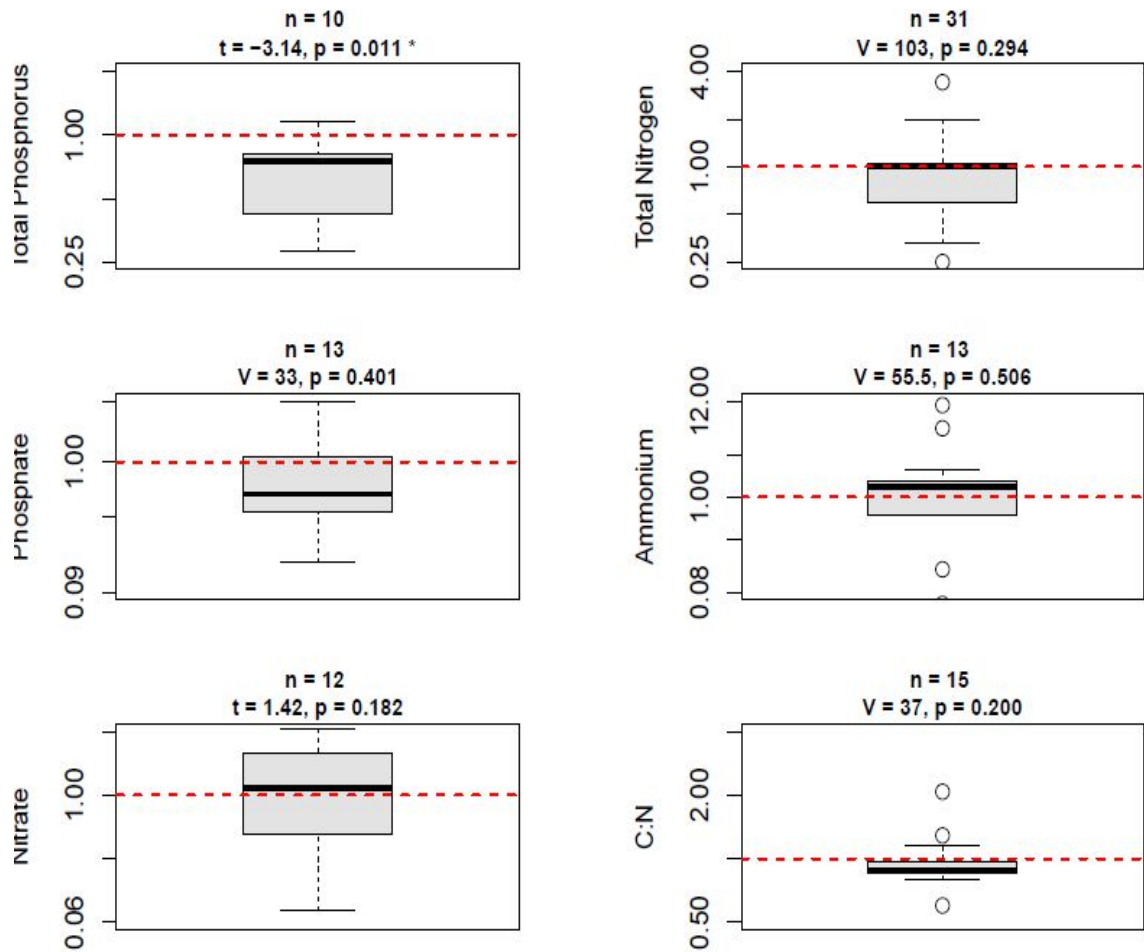 n = 10
t = −3.14, p = 0.011 *
Total Phosphorus
1.00
0.25
n = 31
V = 103, p = 0.294
Total Nitrogen
4.00
1.00
0.25
n = 13
V = 33, p = 0.401
Phosphate
1.00
0.09
n = 13
V = 55.5, p = 0.506
Ammonium
12.00
1.00
0.08
n = 12
t = 1.42, p = 0.182
Nitrate
1.00
0.06
n = 15
V = 37, p = 0.200
C:N
2.00
0.50